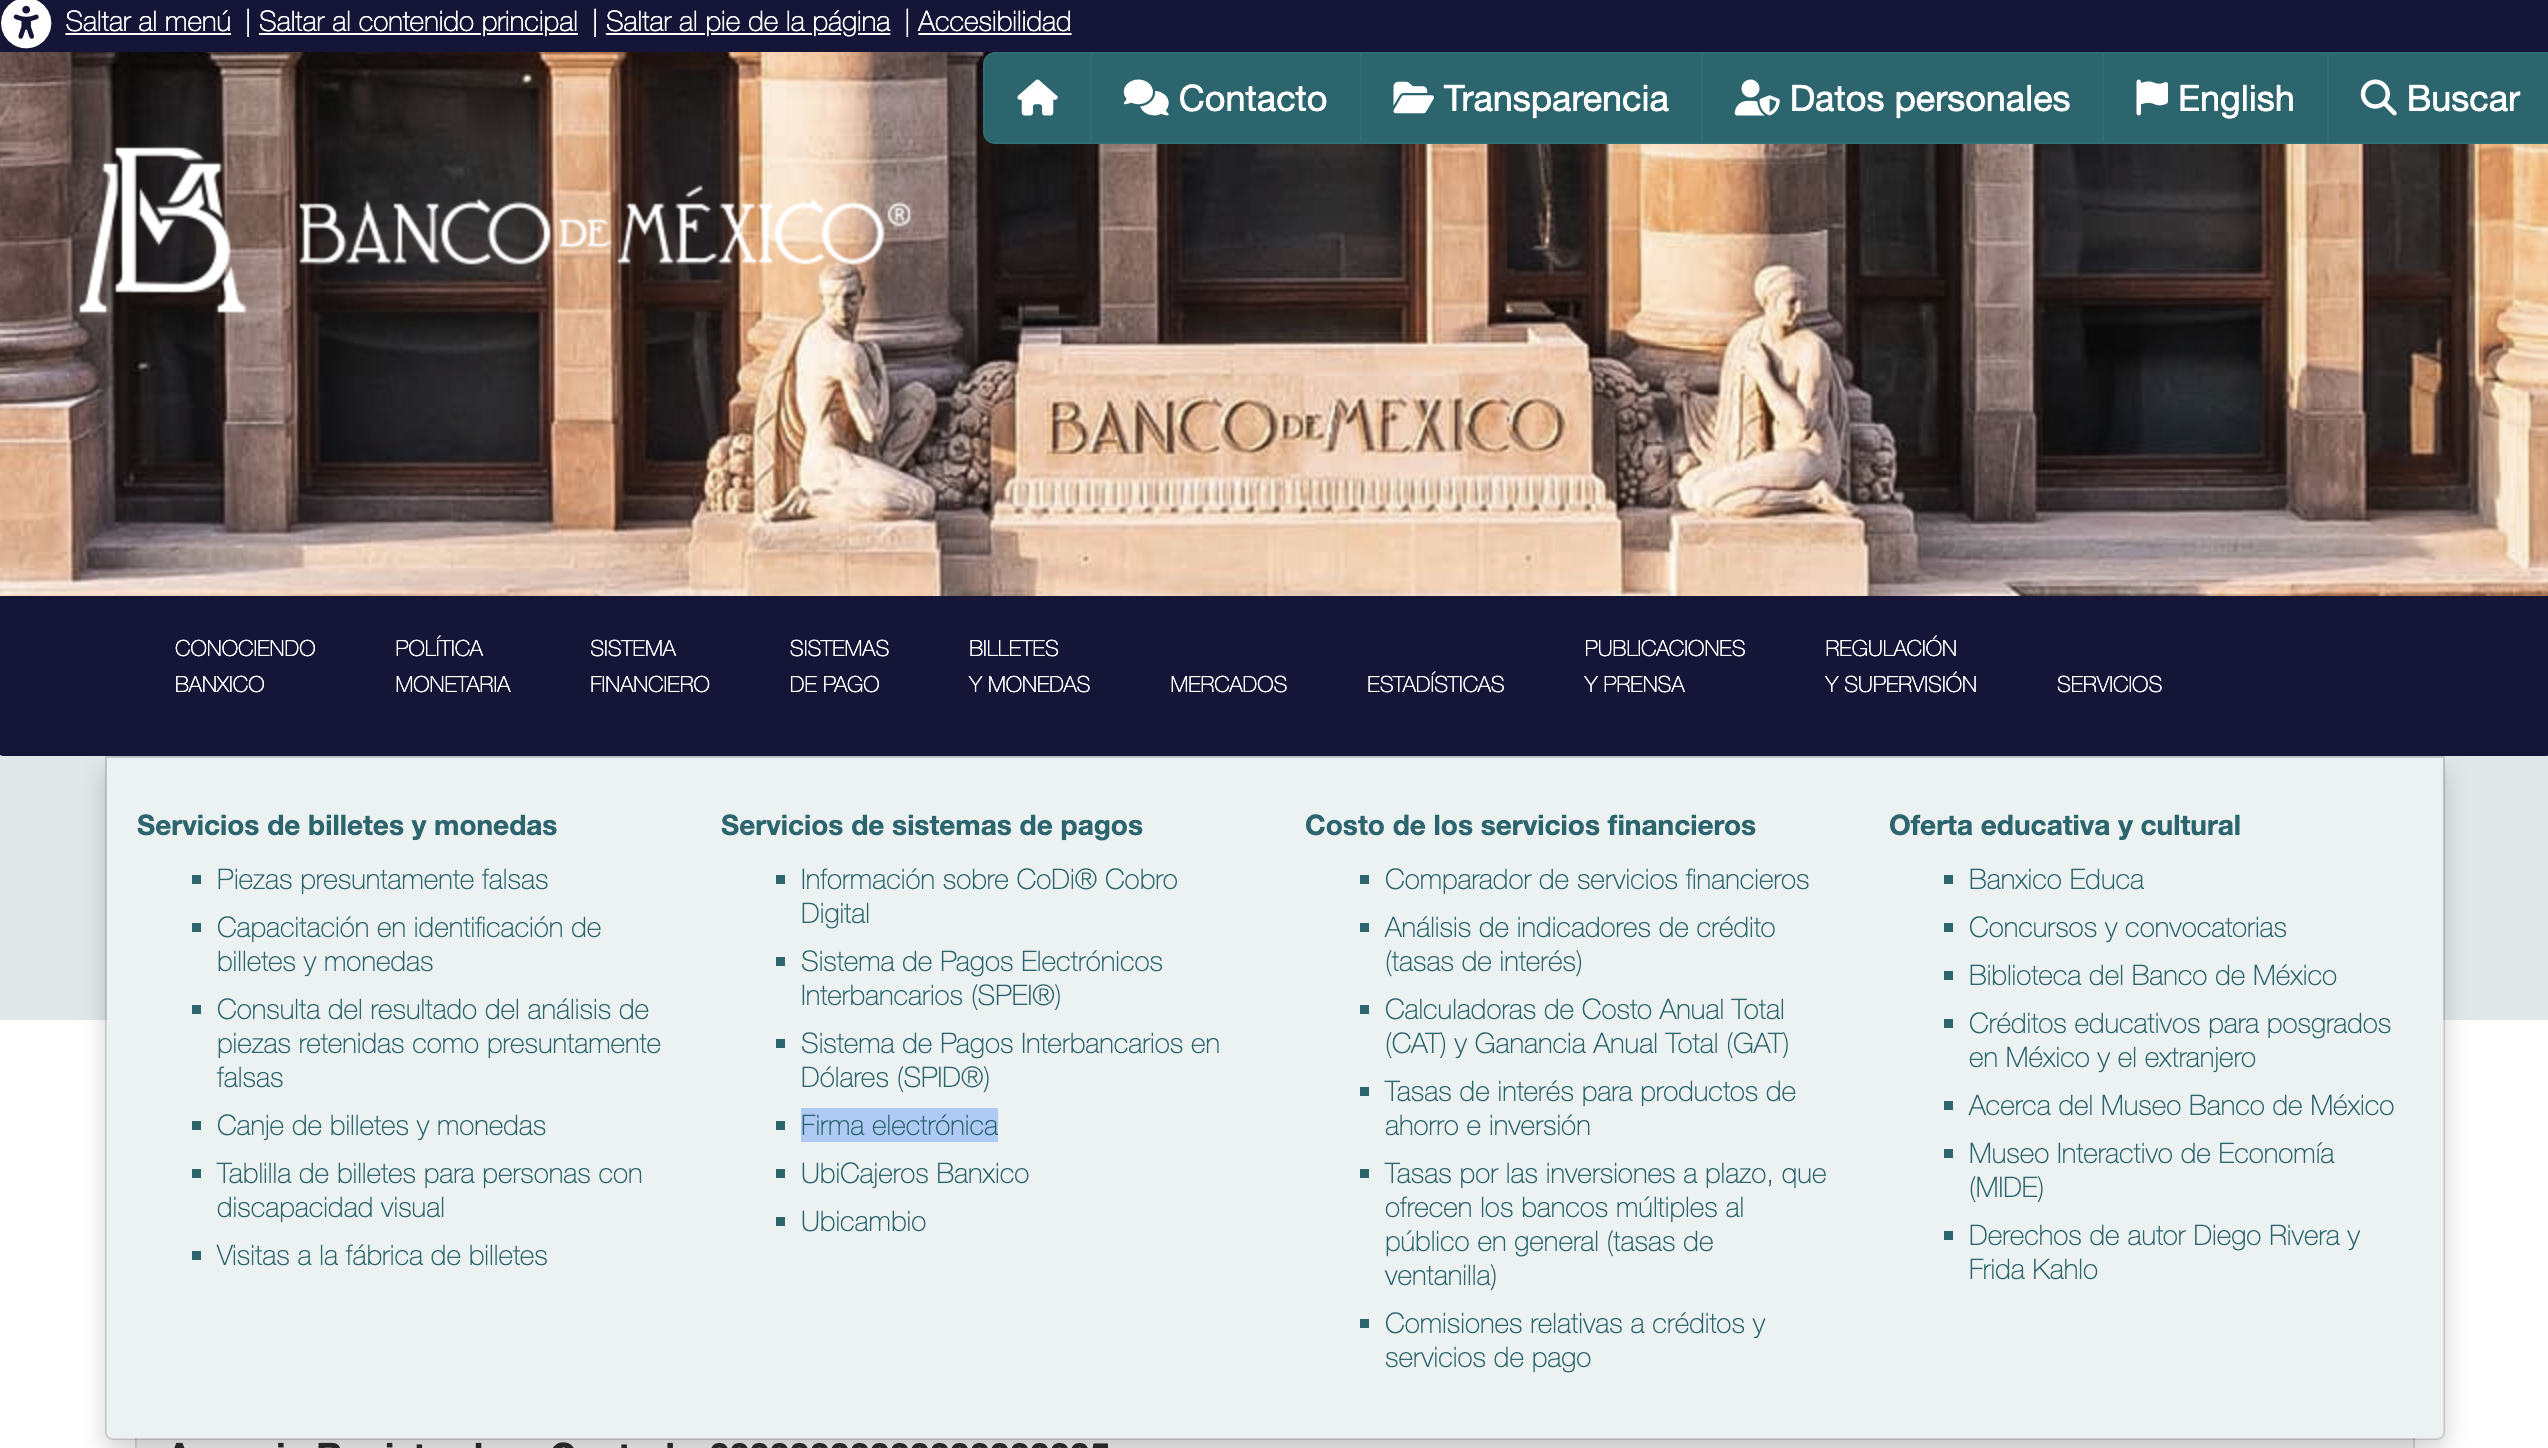 Saltar al menú | Saltar al contenido principal | Saltar al pie de la página | Accesibilidad
Contacto
Transparencia
Datos personales
English
Buscar
BANCO DE MÉXICO®
BANCO DE MEXICO
CONOCIENDO
BANXICO
POLÍTICA
MONETARIA
SISTEMA
FINANCIERO
SISTEMAS
DE PAGO
BILLETES
Y MONEDAS
MERCADOS
ESTADÍSTICAS
PUBLICACIONES
Y PRENSA
REGULACIÓN
Y SUPERVISIÓN
SERVICIOS
Servicios de billetes y monedas
Piezas presuntamente falsas
Capacitación en identificación de
billetes y monedas
Consulta del resultado del análisis de
piezas retenidas como presuntamente
falsas
Canje de billetes y monedas
Tablilla de billetes para personas con
discapacidad visual
Visitas a la fábrica de billetes
Servicios de sistemas de pagos
Información sobre CoDi® Cobro
Digital
Sistema de Pagos Electrónicos
Interbancarios (SPEI®)
Sistema de Pagos Interbancarios en
Dólares (SPID®)
Firma electrónica
UbiCajeros Banxico
Ubicambio
Costo de los servicios financieros
Comparador de servicios financieros
Análisis de indicadores de crédito
(tasas de interés)
Calculadoras de Costo Anual Total
(CAT) y Ganancia Anual Total (GAT)
Tasas de interés para productos de
ahorro e inversión
Tasas por las inversiones a plazo, que
ofrecen los bancos múltiples al
público en general (tasas de
ventanilla)
Comisiones relativas a créditos y
servicios de pago
Oferta educativa y cultural
Banxico Educa
Concursos y convocatorias
Biblioteca del Banco de México
Créditos educativos para posgrados
en México y el extranjero
Acerca del Museo Banco de México
Museo Interactivo de Economía
(MIDE)
Derechos de autor Diego Rivera y
Frida Kahlo